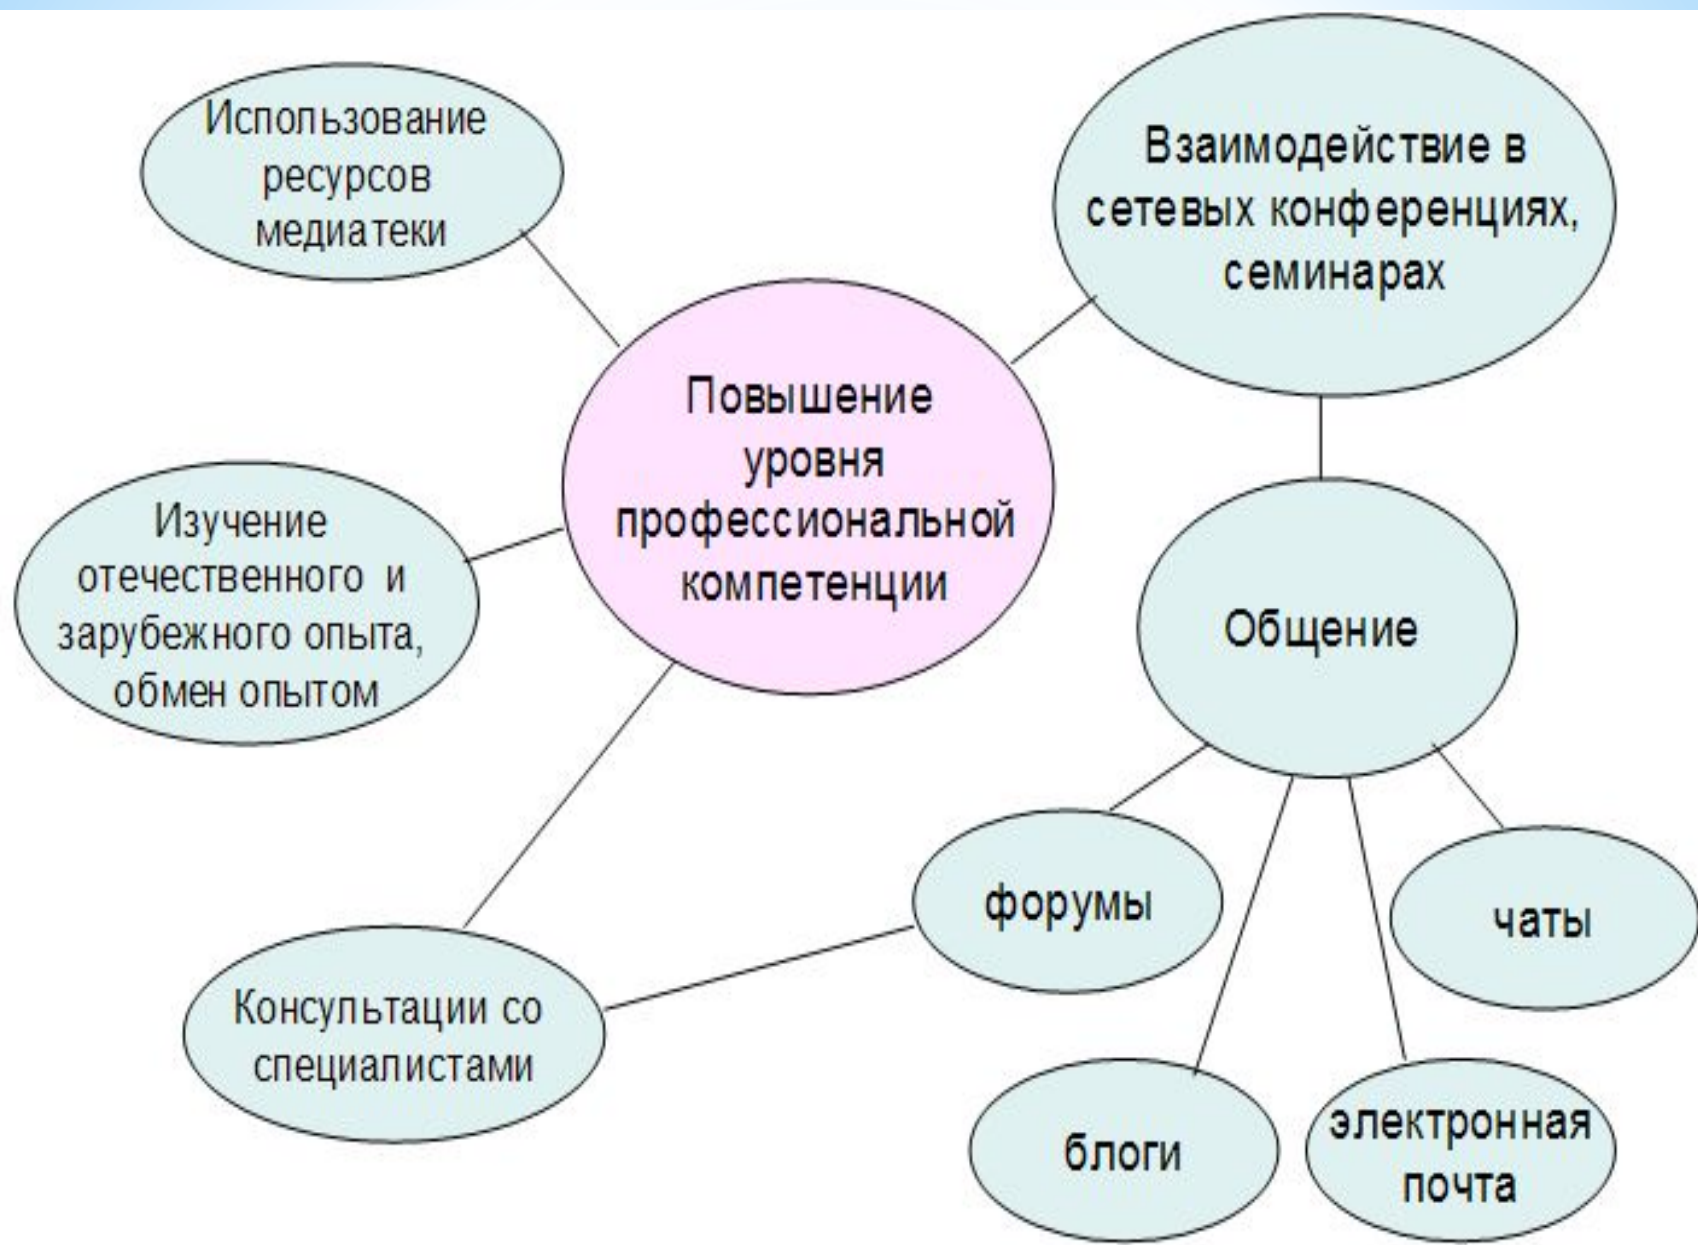 Использование
ресурсов
медиатеки
Взаимодействие в
сетевых конференциях,
семинарах
Повышение
уровня
профессиональной
компетенции
Изучение
отечественного и
зарубежного опыта,
обмен опытом
Общение
форумы
чаты
Консультации со
специалистами
блоги
электронная
почта